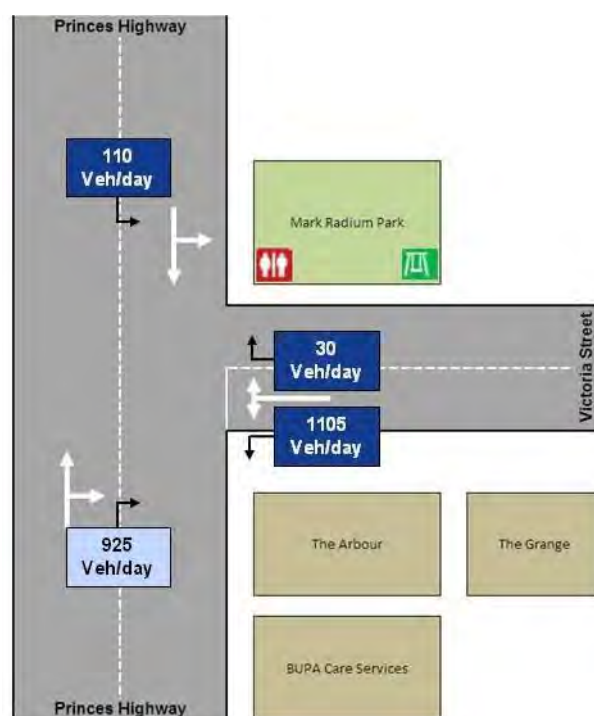 Princes Highway
110
Veh/day
Mark Radium Park
30
Veh/day
Victoria Street
1105
Veh/day
925
Veh/day
The Arbour
The Grange
BUPA Care Services
Princes Highway